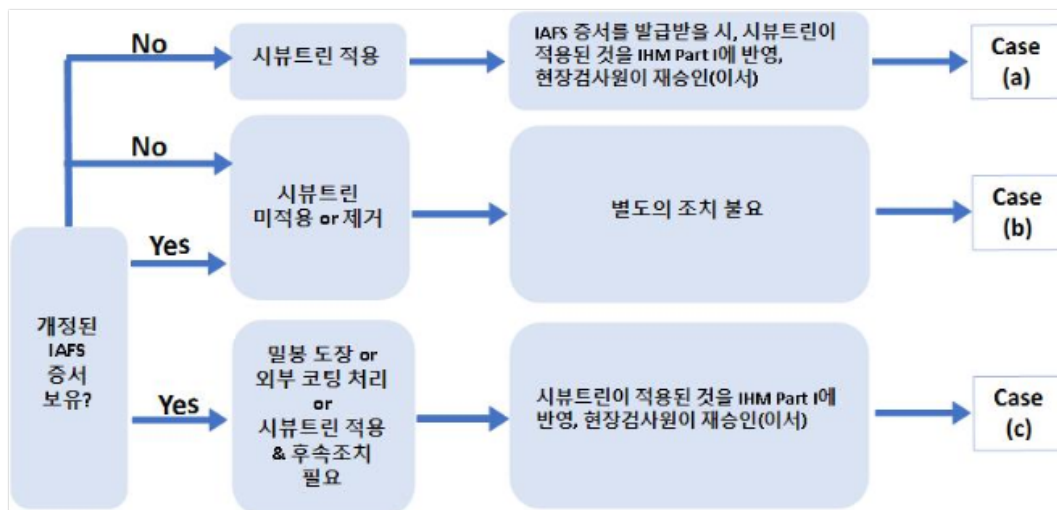 No
시뷰트린 적용
IAFS 증서를 발급받을 시, 시뷰트린이
적용된 것을 IHM Part I에 반영,
현장검사원이 재승인(이서)
Case
(a)
No
시뷰트린
미적용 or 제거
별도의 조치 불요
Case
(b)
Yes
개정된
IAFS
증서
보유?
Yes
밀봉 도장 or
외부 코팅 처리
or
시뷰트린 적용
& 후속조치
필요
시뷰트린이 적용된 것을 IHM Part I에
반영, 현장검사원이 재승인(이서)
Case
(c)